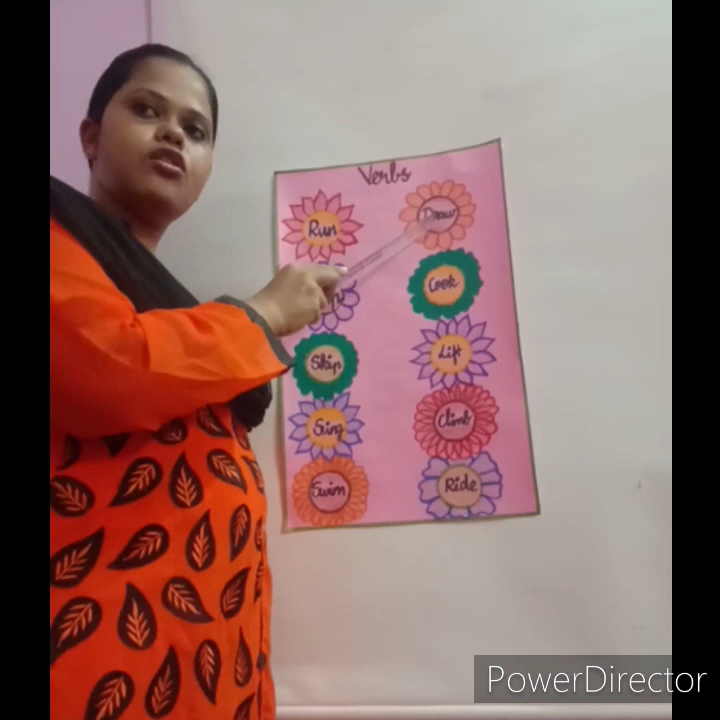 Verbs
Run
Draw
Cook
Skip
Lift
Sing
Climb
Swim
Ride
PowerDirector